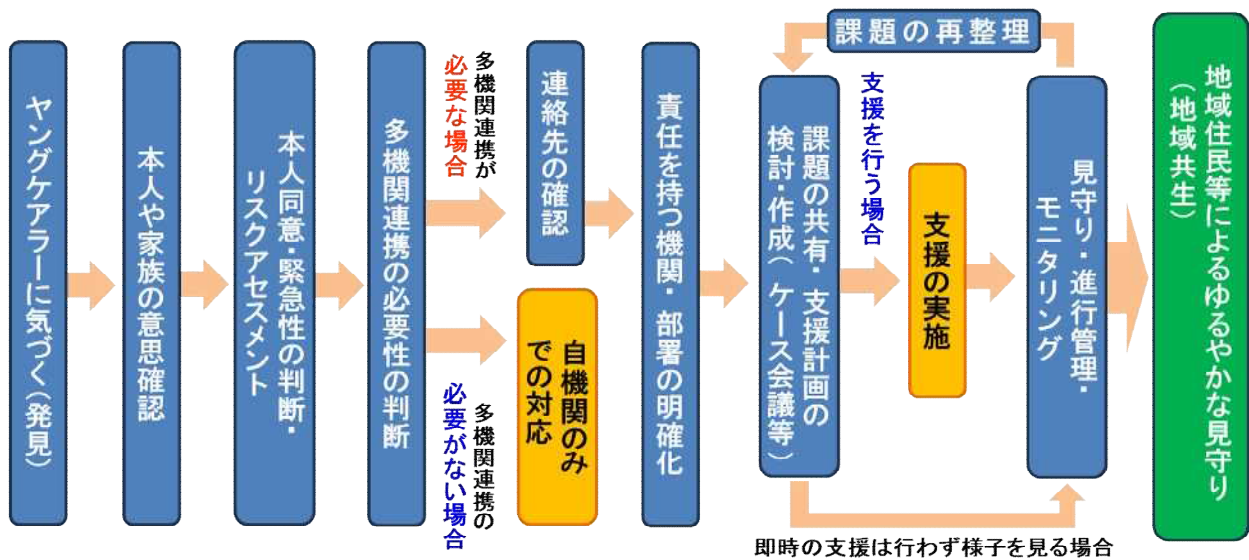 ヤングケアラーに気づく(発見)
本人や家族の意思確認
本人同意・緊急性の判断・
リスクアセスメント
多機関連携の必要性の判断
多機関連携が
必要な場合
連絡先の確認
多機関連携の
必要がない場合
自機関のみ
での対応
責任を持つ機関・部署の明確化
課題の共有・支援計画の
検討・作成(ケース会議等)
支援を行う場合
支援の実施
見守り・進行管理・
モニタリング
課題の再整理
即時の支援は行わず様子を見る場合
地域住民等によるゆるやかな見守り
(地域共生)